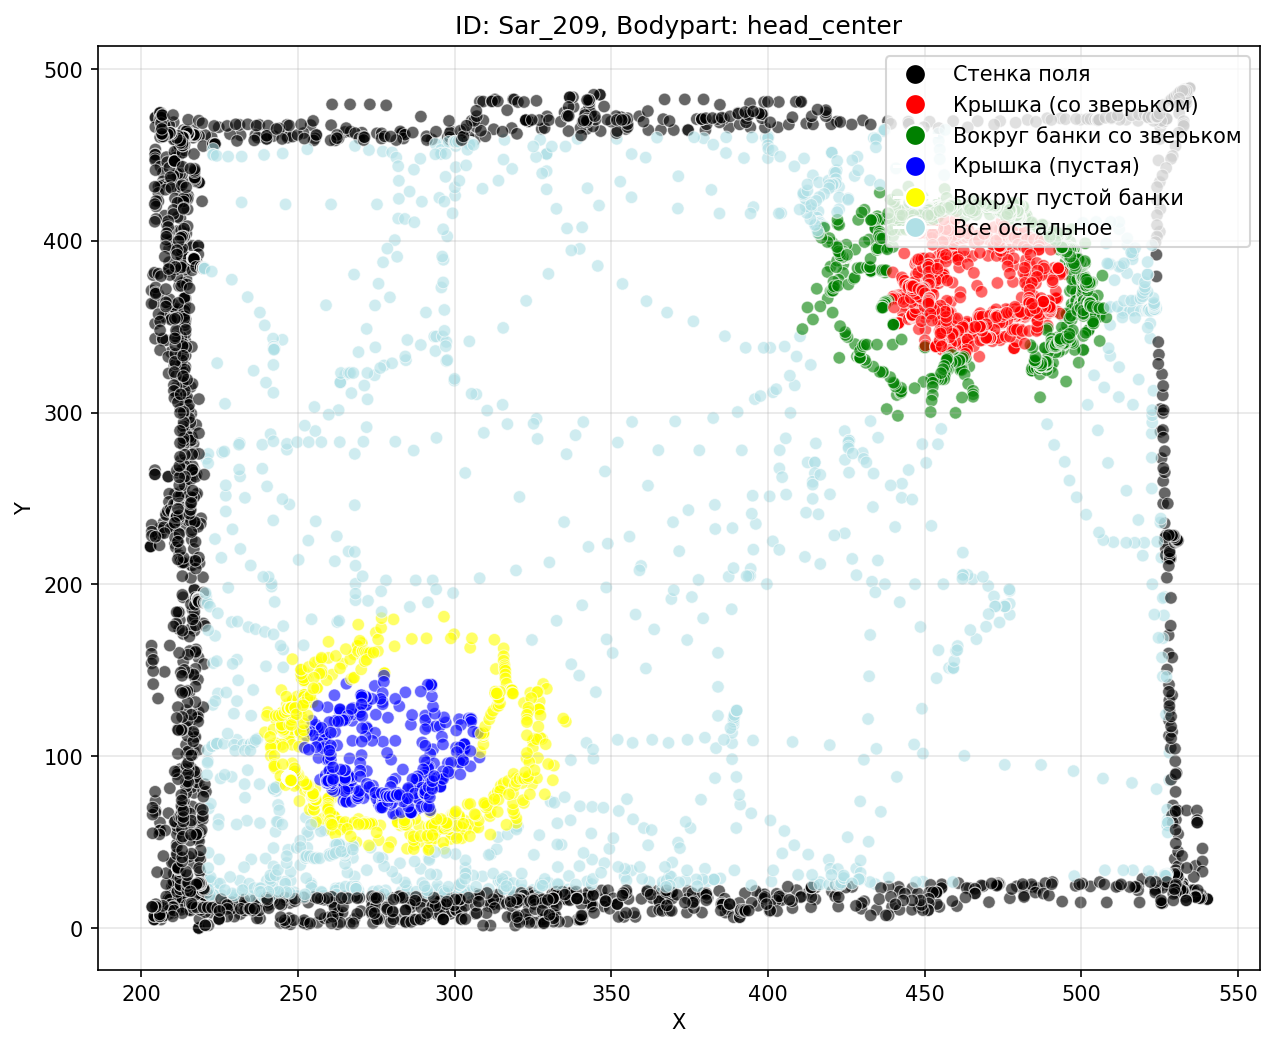 ID: Sar_209, Bodypart: head_center
Стенка поля
Крышка (со зверьком)
Вокруг банки со зверьком
Крышка (пустая)
Вокруг пустой банки
Все остальное
500
400
300
200
100
0
Y
200 250 300 350 400 450 500 550
X